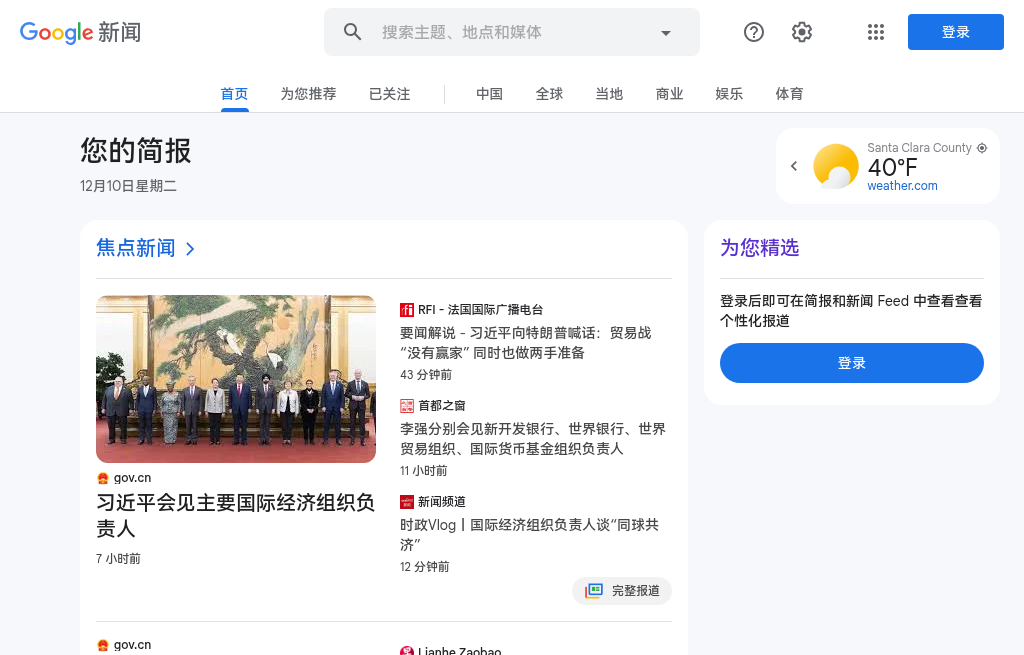 Google 新闻
搜索主题、地点和媒体
登录
首页
为您推荐
已关注
中国
全球
当地
商业
娱乐
体育
您的简报
12月10日星期二
Santa Clara County
40°F
weather.com
焦点新闻
gov.cn
习近平会见主要国际经济组织负
责人
7 小时前
RFI - 法国国际广播电台
要闻解说 - 习近平向特朗普喊话：贸易战
“没有赢家” 同时也做两手准备
43 分钟前
首都之窗
李强分别会见新开发银行、世界银行、世界
贸易组织、国际货币基金组织负责人
11 小时前
新闻频道
时政Vlog丨国际经济组织负责人谈“同球共
济”
12 分钟前
完整报道
为您精选
登录后即可在简报和新闻 Feed 中查看查看
个性化报道
登录
gov.cn
Lianhe Zaobao